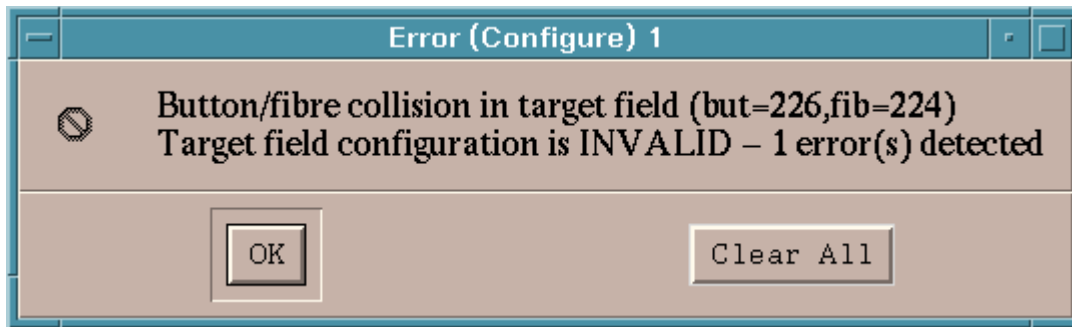 Error (Configure) 1
Button/fibre collision in target field (but=226,fib=224)
Target field configuration is INVALID – 1 error(s) detected
OK
Clear All